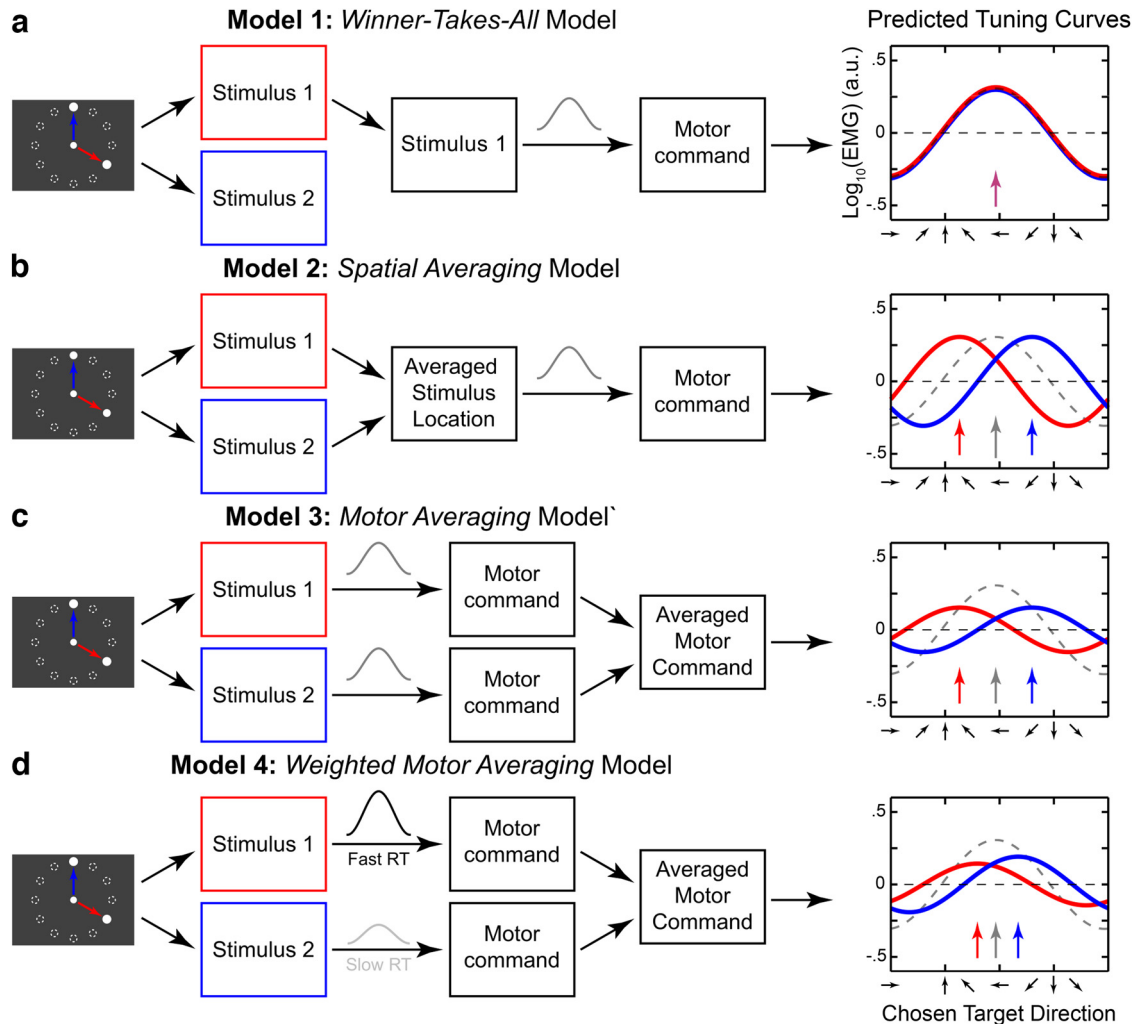 a
Model 1: Winner-Takes-All Model
Predicted Tuning Curves
Stimulus 1
Stimulus 2
Stimulus 1
Motor
command
Log10(EMG) (a.u.)
.5
0
-.5
b
Model 2: Spatial Averaging Model
Stimulus 1
Stimulus 2
Averaged
Stimulus
Location
Motor
command
.5
0
-.5
c
Model 3: Motor Averaging Model`
Stimulus 1
Stimulus 2
Motor
command
Motor
command
Averaged
Motor
Command
.5
0
-.5
d
Model 4: Weighted Motor Averaging Model
Stimulus 1
Fast RT
Stimulus 2
Slow RT
Motor
command
Motor
command
Averaged
Motor
Command
.5
0
-.5
Chosen Target Direction